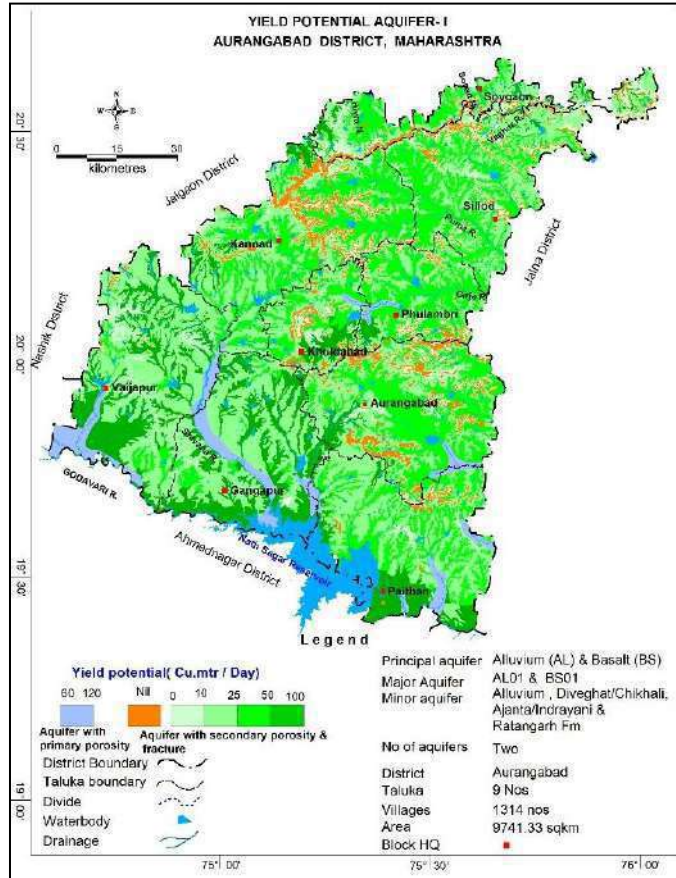 YIELD POTENTIAL AQUIFER- I
AURANGABAD DISTRICT, MAHARASHTRA
N
W E
S
0 15 30
kilometres
20° 30'
20° 00'
19° 30'
19° 00'
Jalgaon District
Soygaon
Sillod
Purna R.
Jalna District
Kannad
Girja R.
Phulambri
Nashik District
Khultabad
Vaijapur
Aurangabad
Shivna R.
GODAVARI R.
Gangapur
Ahmednagar District
Nath Sagar Reservoir
Paithan
Legend
Yield potential( Cu.mtr / Day)
60 120 Nil 0 10 25 50 100
Aquifer with primary porosity
Aquifer with secondary porosity & fracture
District Boundary
Taluka boundary
Divide
Waterbody
Drainage
Principal aquifer Alluvium (AL) & Basalt (BS)
Major Aquifer AL01 & BS01
Minor aquifer Alluvium , Diveghat/Chikhali,
Ajanta/Indrayani &
Ratangarh Fm
No of aquifers Two
District Aurangabad
Taluka 9 Nos
Villages 1314 nos
Area 9741.33 sqkm
Block HQ
75° 00' 75° 30' 76° 00'